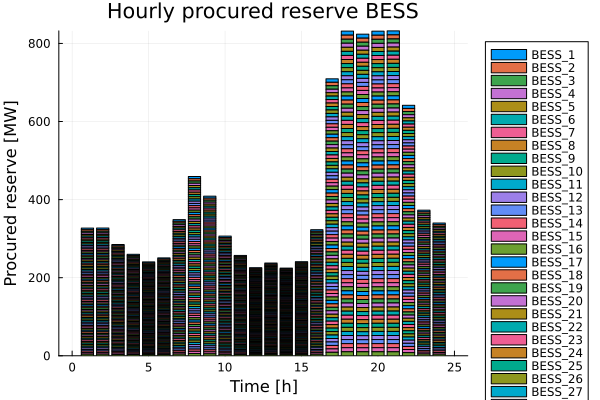 Hourly procured reserve BESS
Procured reserve [MW]
800
600
400
200
0
0 5 10 15 20 25
Time [h]
BESS_1
BESS_2
BESS_3
BESS_4
BESS_5
BESS_6
BESS_7
BESS_8
BESS_9
BESS_10
BESS_11
BESS_12
BESS_13
BESS_14
BESS_15
BESS_16
BESS_17
BESS_18
BESS_19
BESS_20
BESS_21
BESS_22
BESS_23
BESS_24
BESS_25
BESS_26
BESS_27